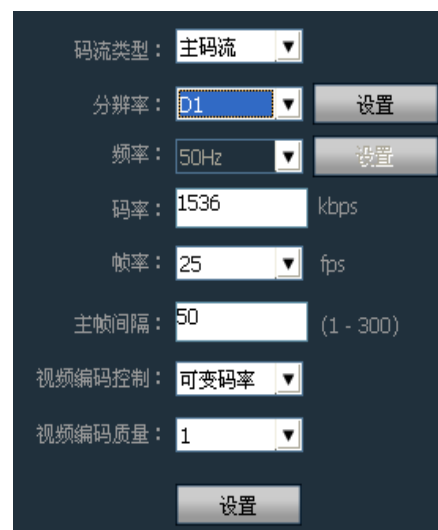 码流类型： 主码流
分辨率： D1 设置
频率： 50Hz 设置
码率： 1536 kbps
帧率： 25 fps
主帧间隔： 50 (1 - 300)
视频编码控制： 可变码率
视频编码质量： 1
设置